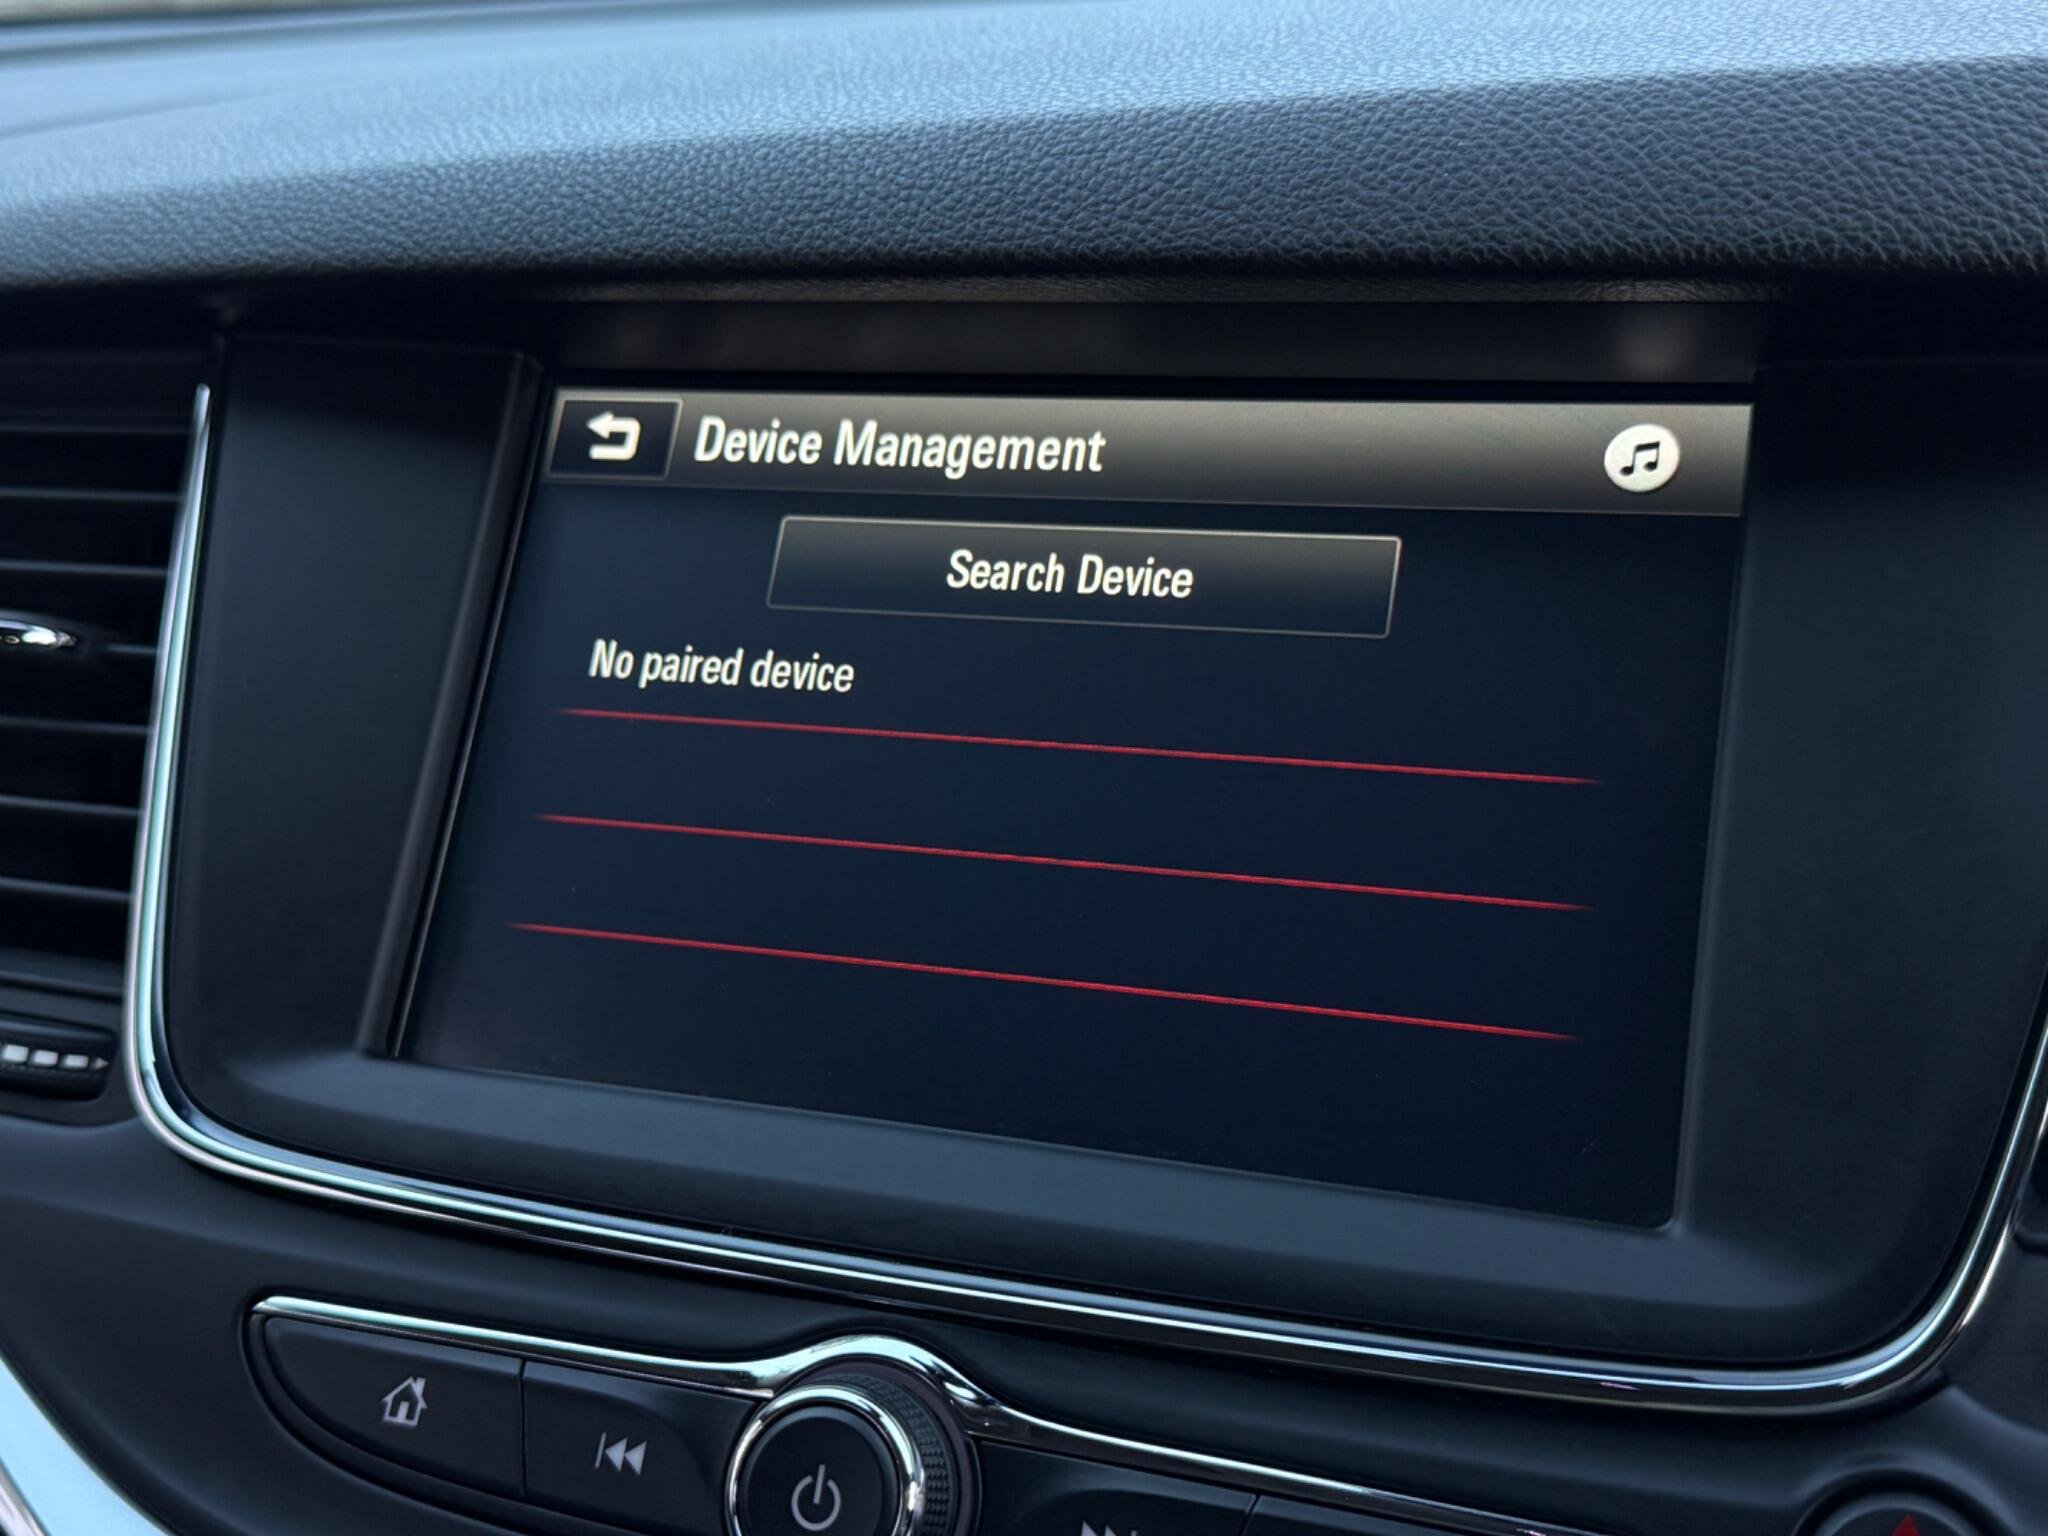 Device Management
Search Device
No paired device